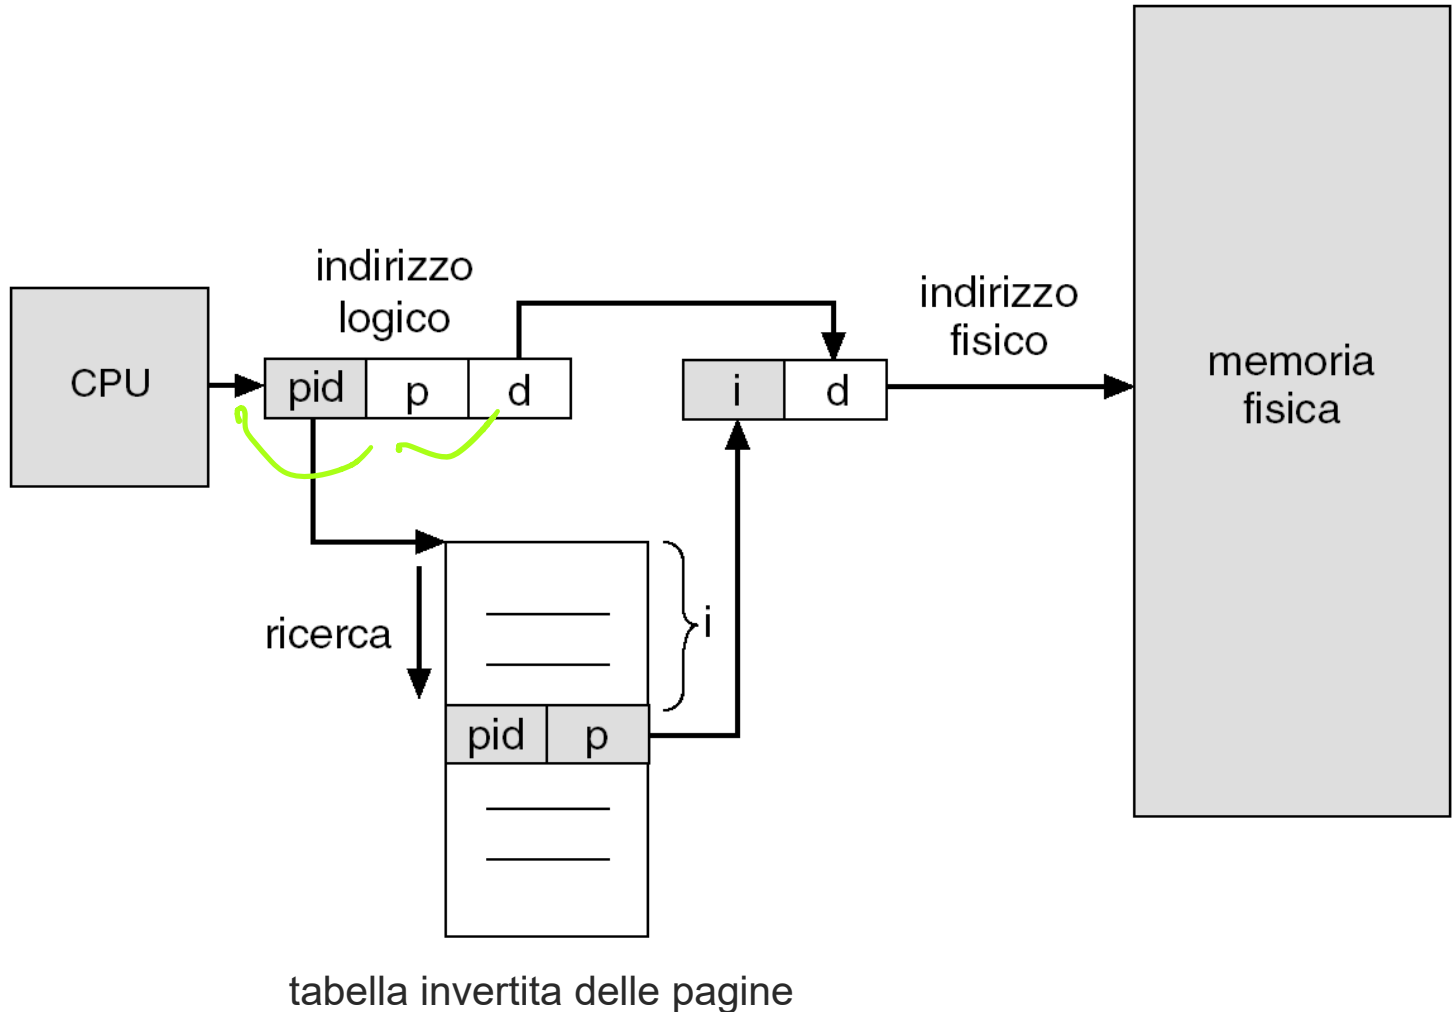 indirizzo
logico
indirizzo
fisico
CPU
pid p d
i d
memoria
fisica
ricerca
i
pid p
tabella invertita delle pagine